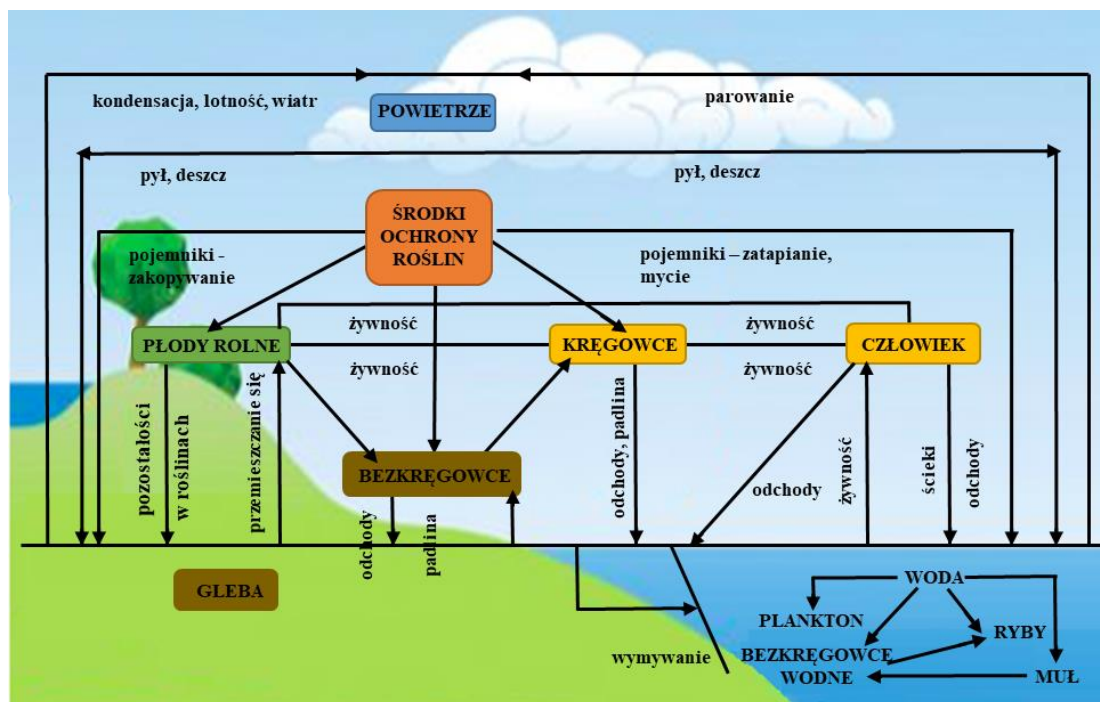 kondensacja, lotność, wiatr
parowanie
POWIETRZE
pył, deszcz
pył, deszcz
ŚRODKI
OCHRONY
ROŚLIN
pojemniki -
zakopywanie
pojemniki – zatapianie,
mycie
żywność
żywność
PŁODY ROLNE
KRĘGOWCE
CZŁOWIEK
żywność
żywność
pozostałości
w roślinach
przemieszczanie się
BEZKRĘGOWCE
odchody
padlina
odchody, padlina
odchody
żywność
ścieki
odchody
GLEBA
WODA
PLANKTON
RYBY
BEZKRĘGOWCE
WODNE
MUŁ
wymywanie